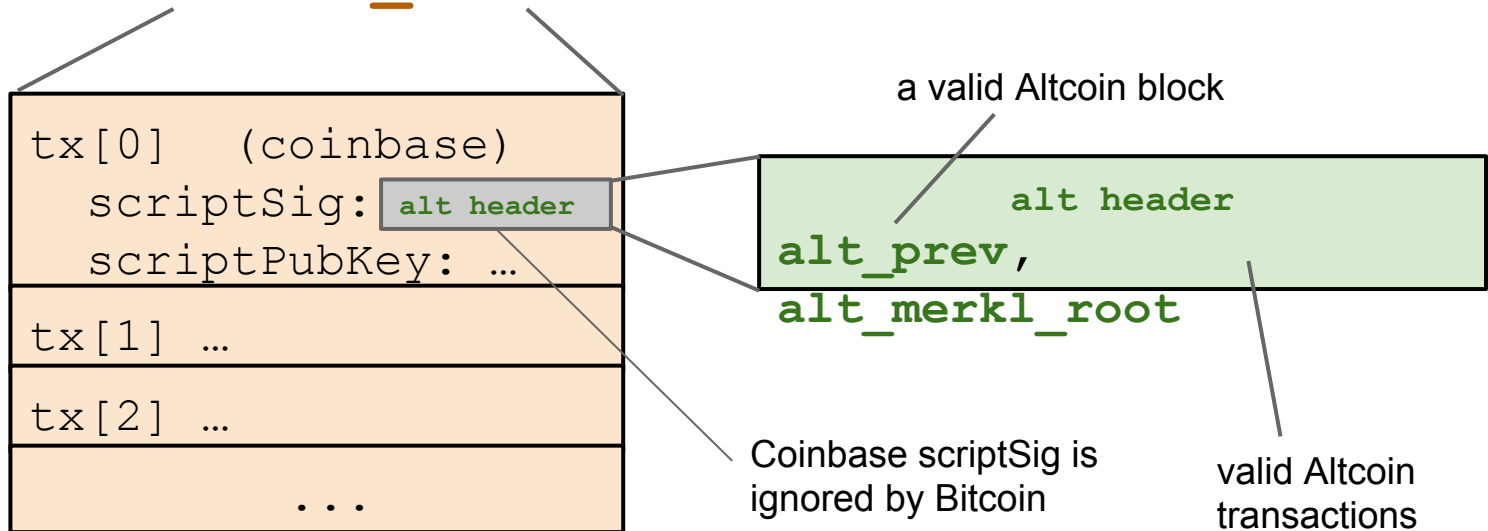 tx[0] (coinbase)
scriptSig: alt header
scriptPubKey: …
tx[1] …
tx[2] …
...
a valid Altcoin block
alt header
alt_prev,
alt_merkl_root
Coinbase scriptSig is
ignored by Bitcoin
valid Altcoin
transactions